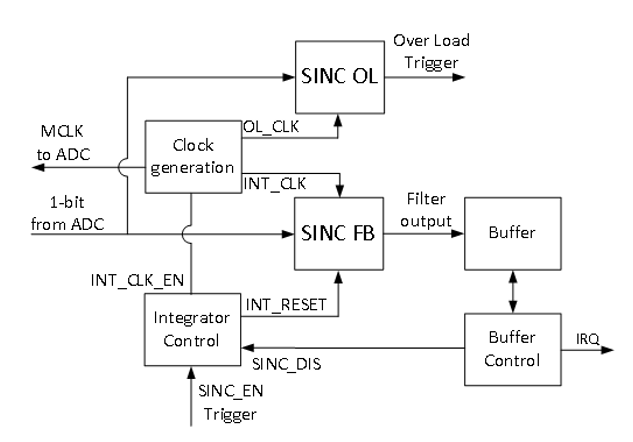 Over Load
Trigger
SINC OL
MCLK
to ADC
Clock
generation
OL_CLK
INT_CLK
1-bit
from ADC
SINC FB
Filter
output
Buffer
INT_CLK_EN
Integrator
Control
INT_RESET
Buffer
Control
IRQ
SINC_DIS
SINC_EN
Trigger